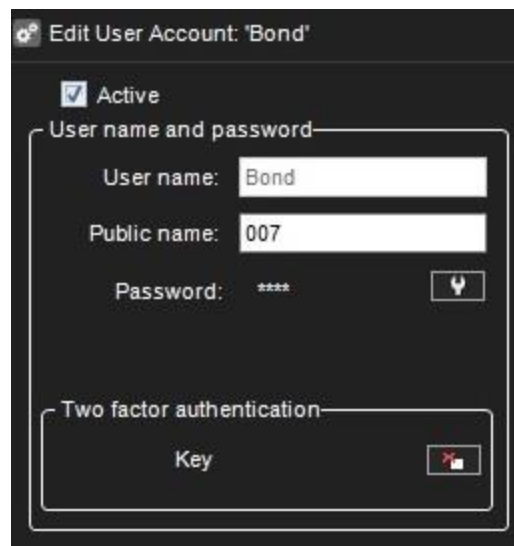 Edit User Account: 'Bond'
Active
User name and password
User name: Bond
Public name: 007
Password: ****
Two factor authentication
Key